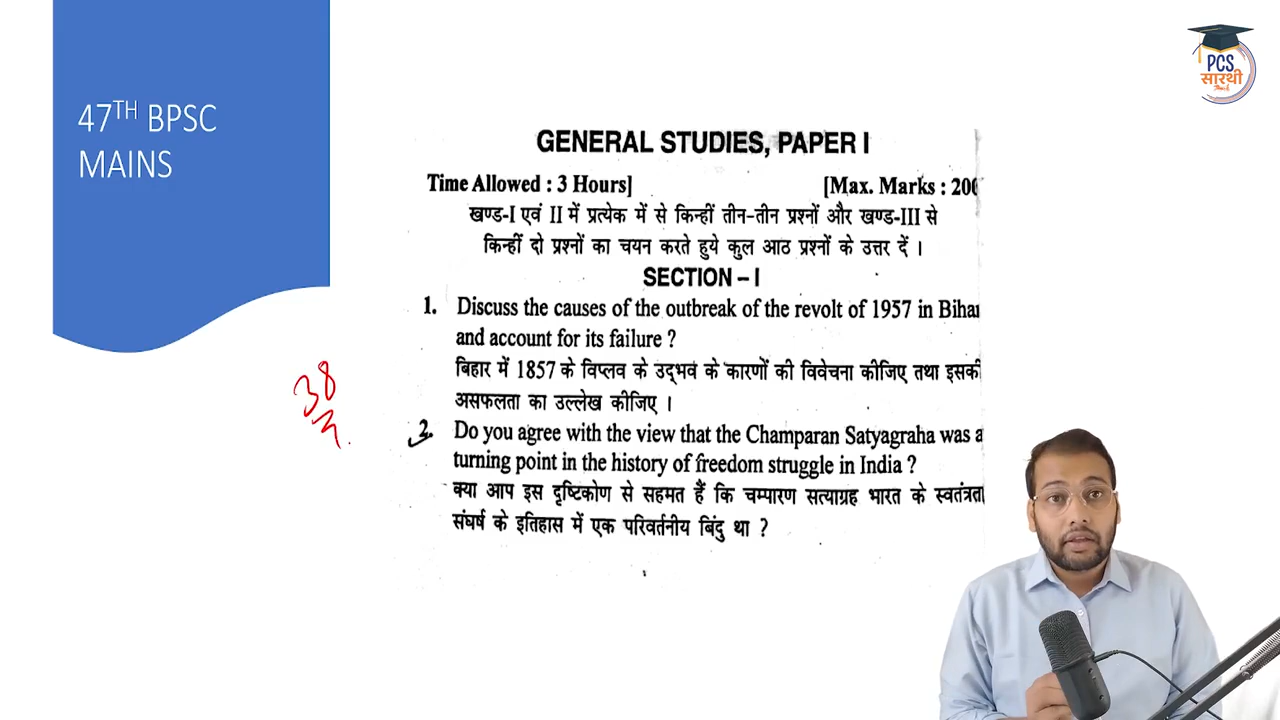 47TH BPSC
MAINS
PCS
सारथी
GENERAL STUDIES, PAPER I
Time Allowed : 3 Hours] [Max. Marks : 200
खण्ड-I एवं II में प्रत्येक में से किन्हीं तीन-तीन प्रश्नों और खण्ड-III से
किन्हीं दो प्रश्नों का चयन करते हुये कुल आठ प्रश्नों के उत्तर दें ।
SECTION – I
1. Discuss the causes of the outbreak of the revolt of 1957 in Bihar
and account for its failure ?
बिहार में 1857 के विप्लव के उद्भव के कारणों की विवेचना कीजिए तथा इसकी
असफलता का उल्लेख कीजिए ।
2. Do you agree with the view that the Champaran Satyagraha was a
turning point in the history of freedom struggle in India ?
क्या आप इस दृष्टिकोण से सहमत हैं कि चम्पारण सत्याग्रह भारत के स्वतंत्रता
संघर्ष के इतिहास में एक परिवर्तनीय बिंदु था ?
38